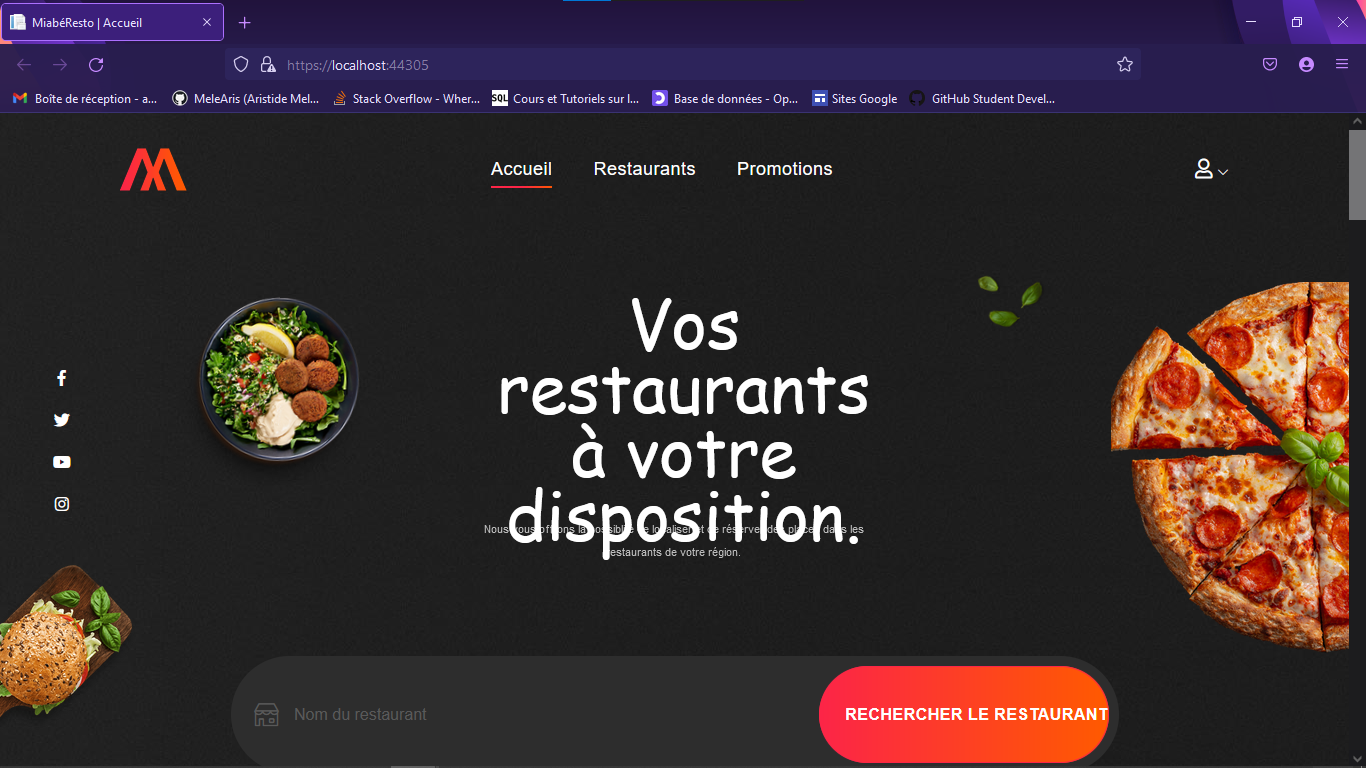 MiabéResto | Accueil
https://localhost:44305
Boîte de réception - a...
MeleAris (Aristide Mel...
Stack Overflow - Wher...
SQL
Cours et Tutoriels sur l...
Base de données - Op...
Sites Google
GitHub Student Devel...
Accueil
Restaurants
Promotions
Vos
restaurants
à votre
disposition.
Nous vous offrons la possiblité de localiser et de réserver des places dans les
restaurants de votre région.
Nom du restaurant
RECHERCHER LE RESTAURANT